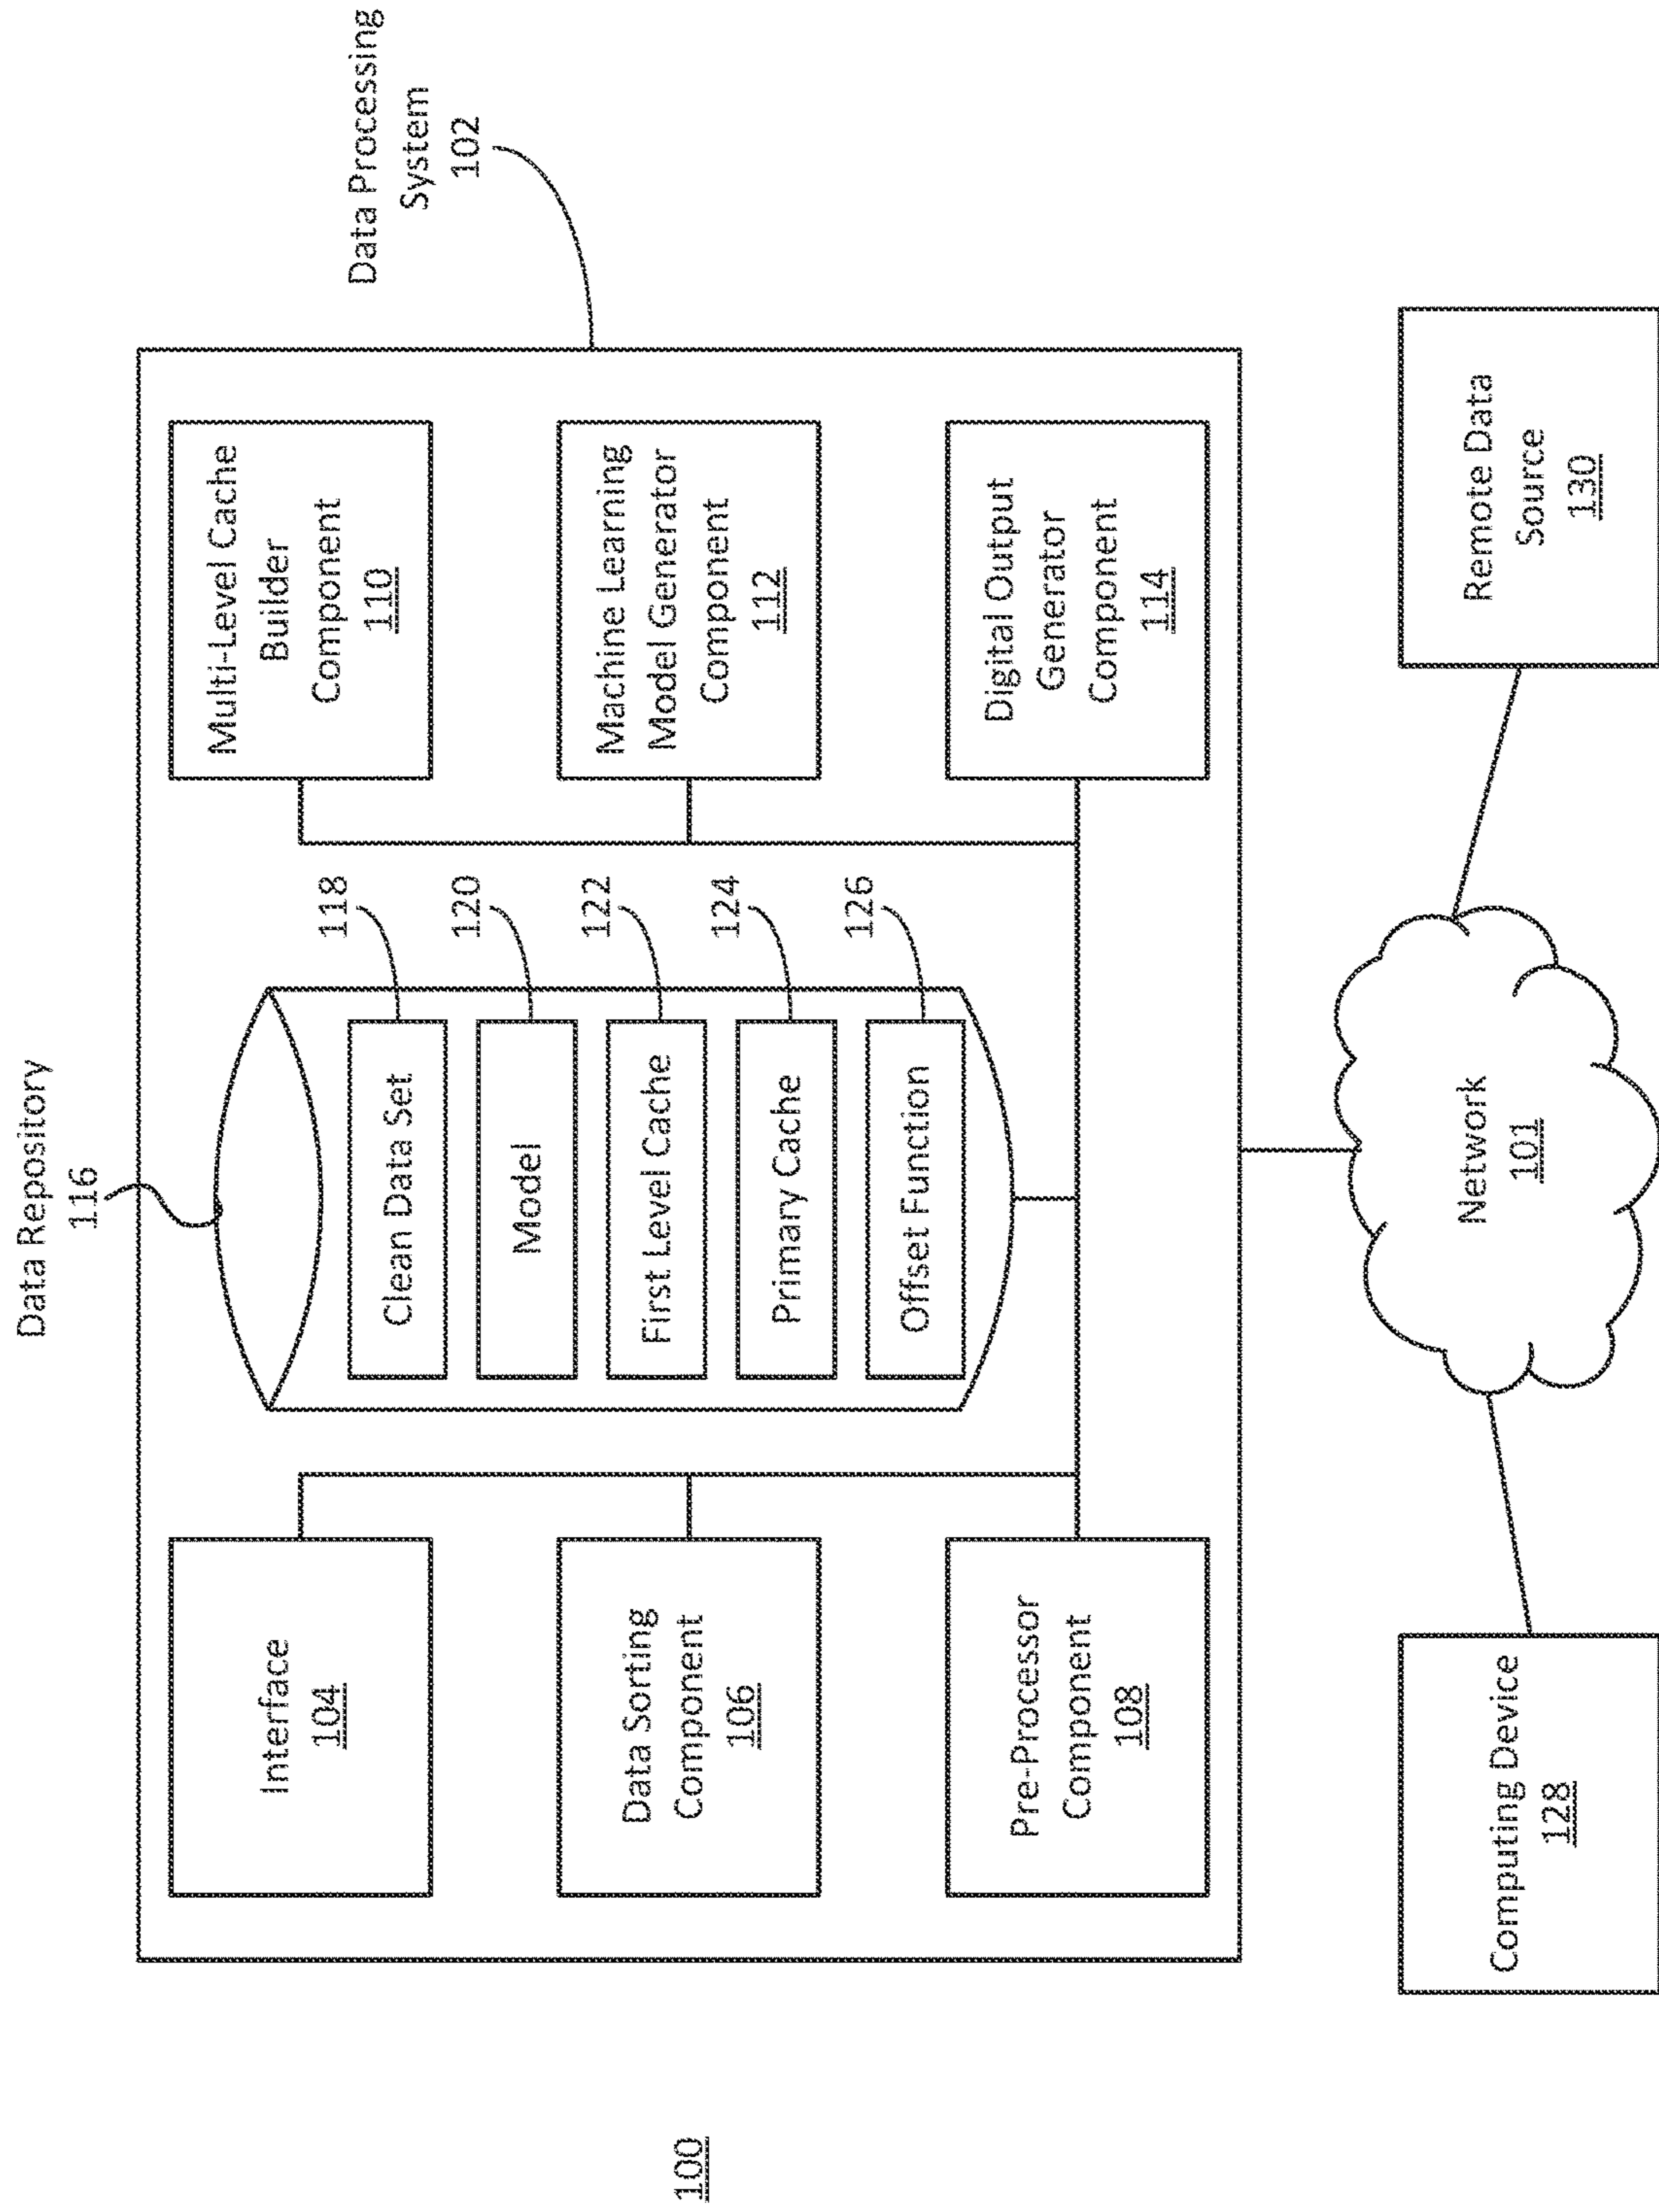 100
Data Repository
116
Data Processing
System
102
Interface
104
Data Sorting
Component
106
Pre-Processor
Component
108
Clean Data Set
118
Model
120
First Level Cache
122
Primary Cache
124
Offset Function
126
Multi-Level Cache
Builder
Component
110
Machine Learning
Model Generator
Component
112
Digital Output
Generator
Component
114
Computing Device
128
Network
101
Remote Data
Source
130